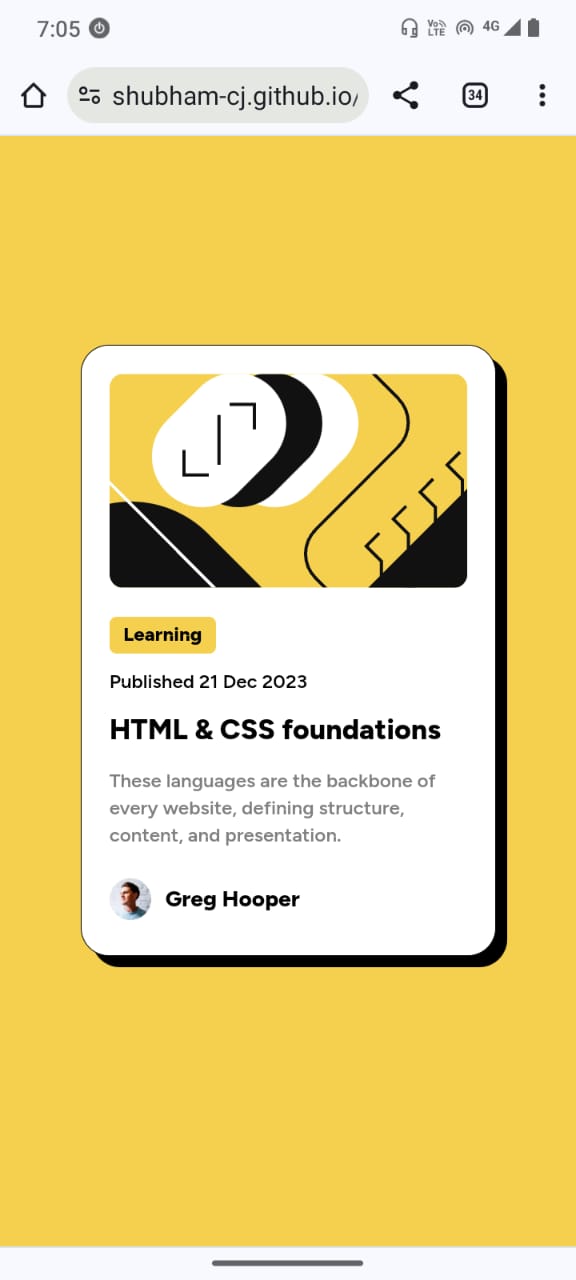 7:05
Vo LTE
4G
shubham-cj.github.io/
34
Learning
Published 21 Dec 2023
HTML & CSS foundations
These languages are the backbone of
every website, defining structure,
content, and presentation.
Greg Hooper